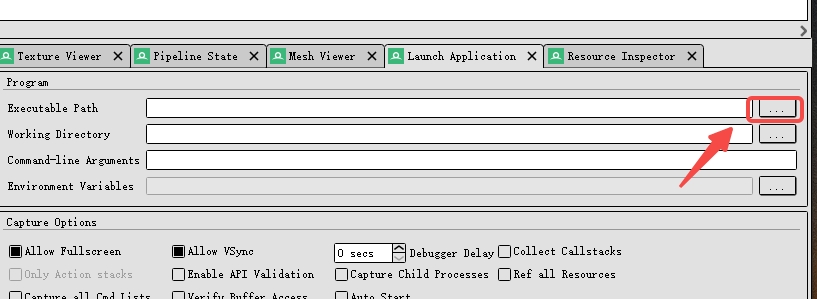 Texture Viewer Pipeline State Mesh Viewer Launch Application Resource Inspector
Program
Executable Path ...
Working Directory ...
Command-line Arguments
Environment Variables ...
Capture Options
Allow Fullscreen Allow VSync 0 secs Debugger Delay Collect Callstacks
Only Action stacks Enable API Validation Capture Child Processes Ref all Resources
Capture all Cmd Lists Verify Buffer Access Auto Start